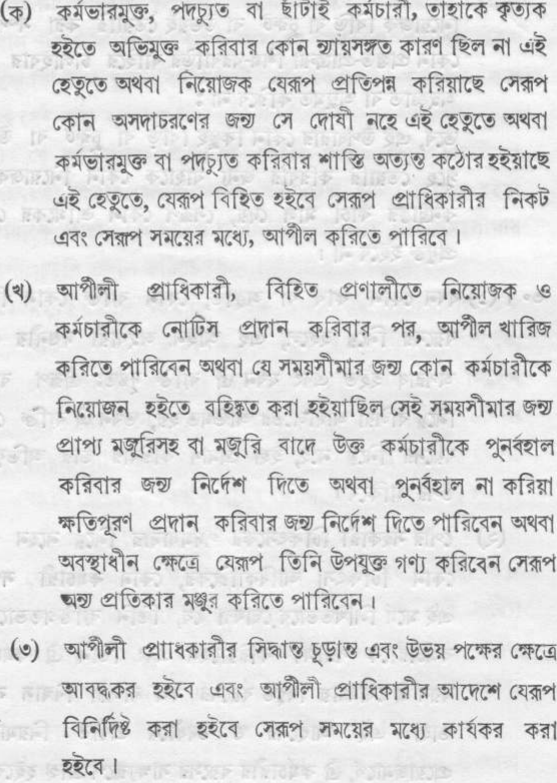 (ক) কর্মভারমুক্ত, পদচ্যুত বা ছাঁটাই কর্মচারী, তাহাকে কৃত্যক
হইতে অভিমুক্ত করিবার কোন ন্যায়সঙ্গত কারণ ছিল না এই
হেতুতে অথবা নিয়োজক যেরূপ প্রতিপন্ন করিয়াছে সেরূপ
কোন অসদাচরণের জন্য সে দোষী নহে এই হেতুতে অথবা
কর্মভারমুক্ত বা পদচ্যুত করিবার শাস্তি অত্যন্ত কঠোর হইয়াছে
এই হেতুতে, যেরূপ বিহিত হইবে সেরূপ প্রাধিকারীর নিকট
এবং সেরূপ সময়ের মধ্যে, আপীল করিতে পারিবে।
(খ) আপীলী প্রাধিকারী, বিহিত প্রণালীতে নিয়োজক ও
কর্মচারীকে নোটিস প্রদান করিবার পর, আপীল খারিজ
করিতে পারিবেন অথবা যে সময়সীমার জন্য কোন কর্মচারীকে
নিয়োজন হইতে বহিষ্কৃত করা হইয়াছিল সেই সময়সীমার জন্য
প্রাপ্য মজুরিসহ বা মজুরি বাদে উক্ত কর্মচারীকে পুনর্বহাল
করিবার জন্য নির্দেশ দিতে অথবা পুনর্বহাল না করিয়া
ক্ষতিপূরণ প্রদান করিবার জন্য নির্দেশ দিতে পারিবেন অথবা
অবস্থাধীন ক্ষেত্রে যেরূপ তিনি উপযুক্ত গণ্য করিবেন সেরূপ
অন্য প্রতিকার মঞ্জুর করিতে পারিবেন।
(৩) আপীলী প্রাধিকারীর সিদ্ধান্ত চূড়ান্ত এবং উভয় পক্ষের ক্ষেত্রে
আবদ্ধকর হইবে এবং আপীলী প্রাধিকারীর আদেশে যেরূপ
বিনির্দিষ্ট করা হইবে সেরূপ সময়ের মধ্যে কার্যকর করা
হইবে।